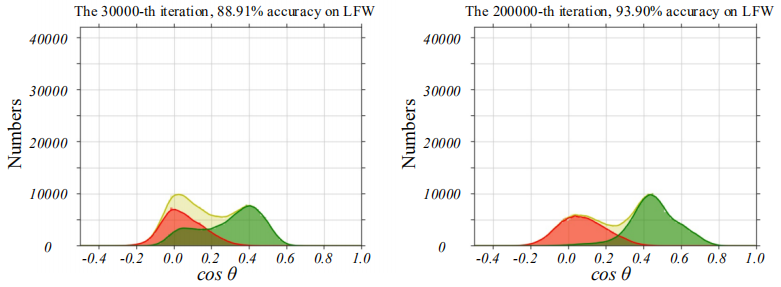 The 30000-th iteration, 88.91% accuracy on LFW
40000
30000
20000
10000
0
Numbers
-0.4 -0.2 0.0 0.2 0.4 0.6 0.8 1.0
cos θ
The 200000-th iteration, 93.90% accuracy on LFW
40000
30000
20000
10000
0
Numbers
-0.4 -0.2 0.0 0.2 0.4 0.6 0.8 1.0
cos θ